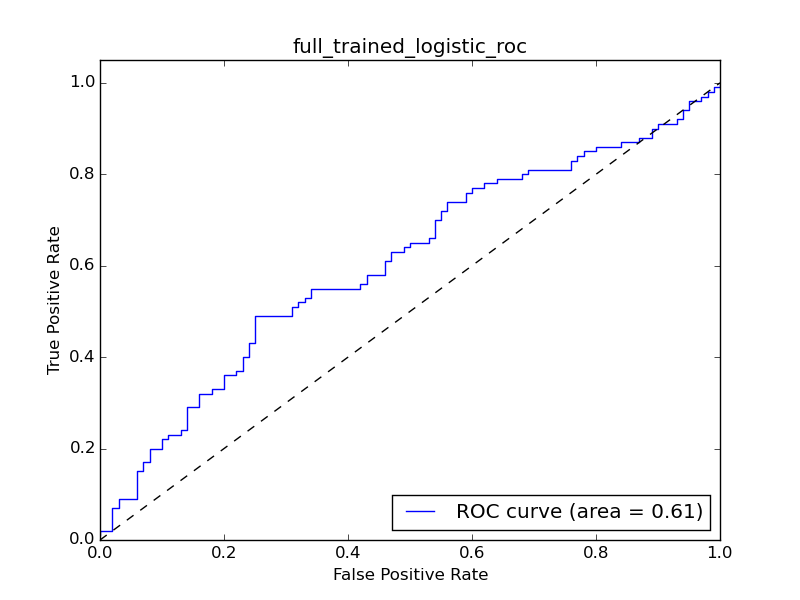 full_trained_logistic_roc
1.0
0.8
0.6
0.4
0.2
0.0
True Positive Rate
ROC curve (area = 0.61)
0.0 0.2 0.4 0.6 0.8 1.0
False Positive Rate